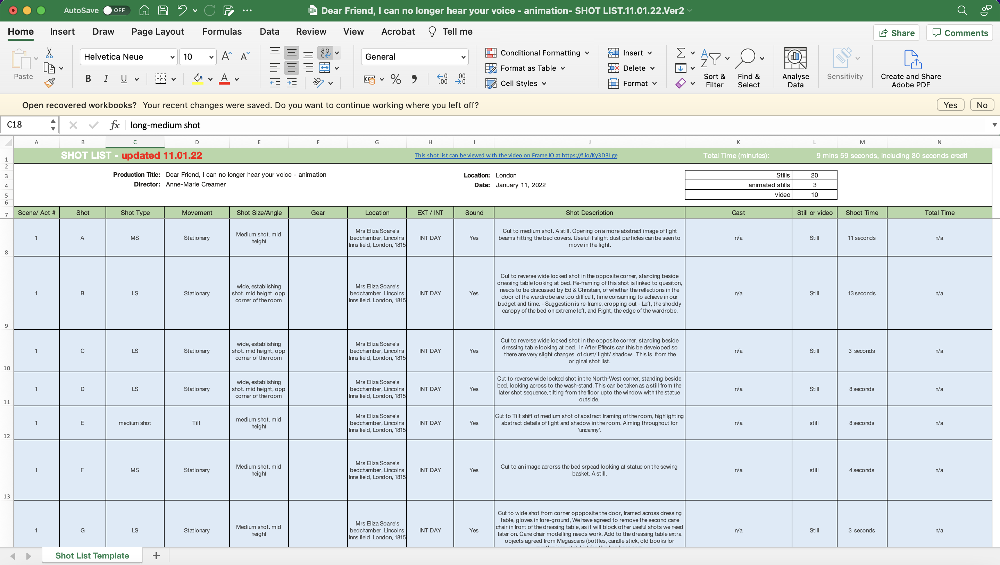 AutoSave OFF
Dear Friend, I can no longer hear your voice - animation- SHOT LIST.11.01.22.Ver2
Home Insert Draw Page Layout Formulas Data Review View Acrobat Tell me
Share Comments
Paste
Helvetica Neue 10
B I U A
General
Conditional Formatting
Format as Table
Cell Styles
Insert
Delete
Format
Sort & Filter
Find & Select
Analyse Data
Sensitivity
Create and Share Adobe PDF
Open recovered workbooks? Your recent changes were saved. Do you want to continue working where you left off? Yes No
C18 fx long-medium shot
A B C D E F G H I J K L M N
1 SHOT LIST - updated 11.01.22 This shot list can be viewed with the video on Frame.IO at https://f.io/Ky3D3Lge Total Time (minutes): 9 mins 59 seconds, including 30 seconds credit
2
3 Production Title: Dear Friend, I can no longer hear your voice - animation Location: London Stills 20
4 Director: Anne-Marie Creamer Date: January 11, 2022 animated stills 3
5 video 10
6
7 Scene/ Act # Shot Shot Type Movement Shot Size/Angle Gear Location EXT / INT Sound Shot Description Cast Still or video Shoot Time Total Time
8 1 A MS Stationary Medium shot. mid height Mrs Eliza Soane's bedchamber, Lincolns Inns field, London, 1815 INT DAY Yes Cut to medium shot. A still. Opening on a more abstract image of light beams hitting the bed covers. Useful if slight dust particles can be seen to move in the light. n/a Still 11 seconds n/a
9 1 B LS Stationary wide, establishing shot. mid height, opp corner of the room Mrs Eliza Soane's bedchamber, Lincolns Inns field, London, 1815 INT DAY Yes Cut to reverse wide locked shot in the opposite corner, standing beside dressing table looking at bed. Re-framing of this shot is linked to quesiton, needs to be discussed by Ed & Christain, of whether the reflections in the door of the wardrobe are too difficult, time consuming to achieve in our budget and time. - Suggestion is re-frame, cropping out - Left, the shoddy canopy of the bed on extreme left, and Right, the edge of the wardrobe. n/a Still 13 seconds n/a
10 1 C LS Stationary wide, establishing shot. mid height, opp corner of the room Mrs Eliza Soane's bedchamber, Lincolns Inns field, London, 1815 INT DAY Yes Cut to reverse wide locked shot in the opposite corner, standing beside dressing table looking at bed. In After Effects can this be developed so there are very slight changes of dust/ light/ shadow.. This is from the original shot list. n/a Still 3 seconds n/a
11 1 D LS Stationary wide, establishing shot. mid height, opp corner of the room Mrs Eliza Soane's bedchamber, Lincolns Inns field, London, 1815 INT DAY Yes Cut to reverse wide locked shot in the North-West corner, standing beside bed, looking across to the wash-stand. This can be taken as a still from the later shot sequence, tilting from the floor upto the window with the statue outside. n/a Still 8 seconds n/a
12 1 E medium shot Tilt medium shot. mid height Mrs Eliza Soane's bedchamber, Lincolns Inns field, London, 1815 INT DAY Yes Cut to Tilt shift of medium shot of abstract framing of the room, highlighting abstract details of light and shadow in the room. Aiming throughout for 'uncanny'. n/a still 8 seconds n/a
13 1 F MS Stationary Medium shot. mid height Mrs Eliza Soane's bedchamber, Lincolns Inns field, London, 1815 INT DAY Yes Cut to an image acrorss the bed srpead looking at statue on the sewing basket. A still. n/a still 4 seconds n/a
1 G LS Stationary Medium shot. mid height Mrs Eliza Soane's bedchamber, Lincolns Inns field, London, 1815 INT DAY Yes Cut to wide shot from corner oppposite the door, framed across dressing table, gloves in fore-ground, We have agreed to remove the second cane chair in front of the dressing table, as it will block other useful shots we need later on. Cane chair modelling needs work. Add to the dressing table extra objects agreed from Megascans (bottles, candle stick, old books for n/a Still 3 seconds n/a
Shot List Template